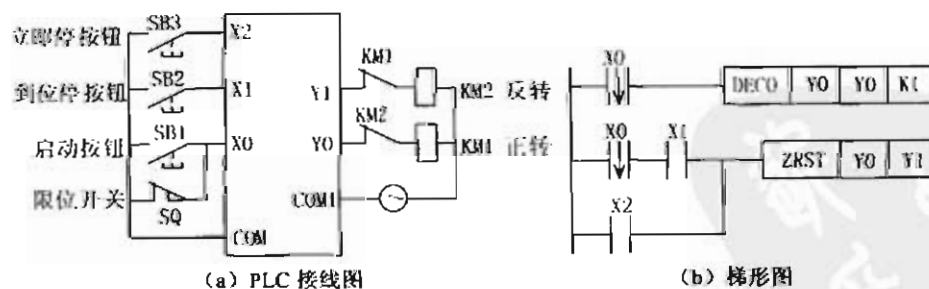 立即停按钮 SB3 X2
到位停按钮 SB2 X1
启动按钮 SB1 X0
限位开关 SQ
COM
Y1 KM1 KM2 反转
Y0 KM2 KM1 正转
COM1
(a) PLC 接线图
X0 DECO Y0 Y0 K1
X0 X1 ZRST Y0 Y1
X2
(b) 梯形图